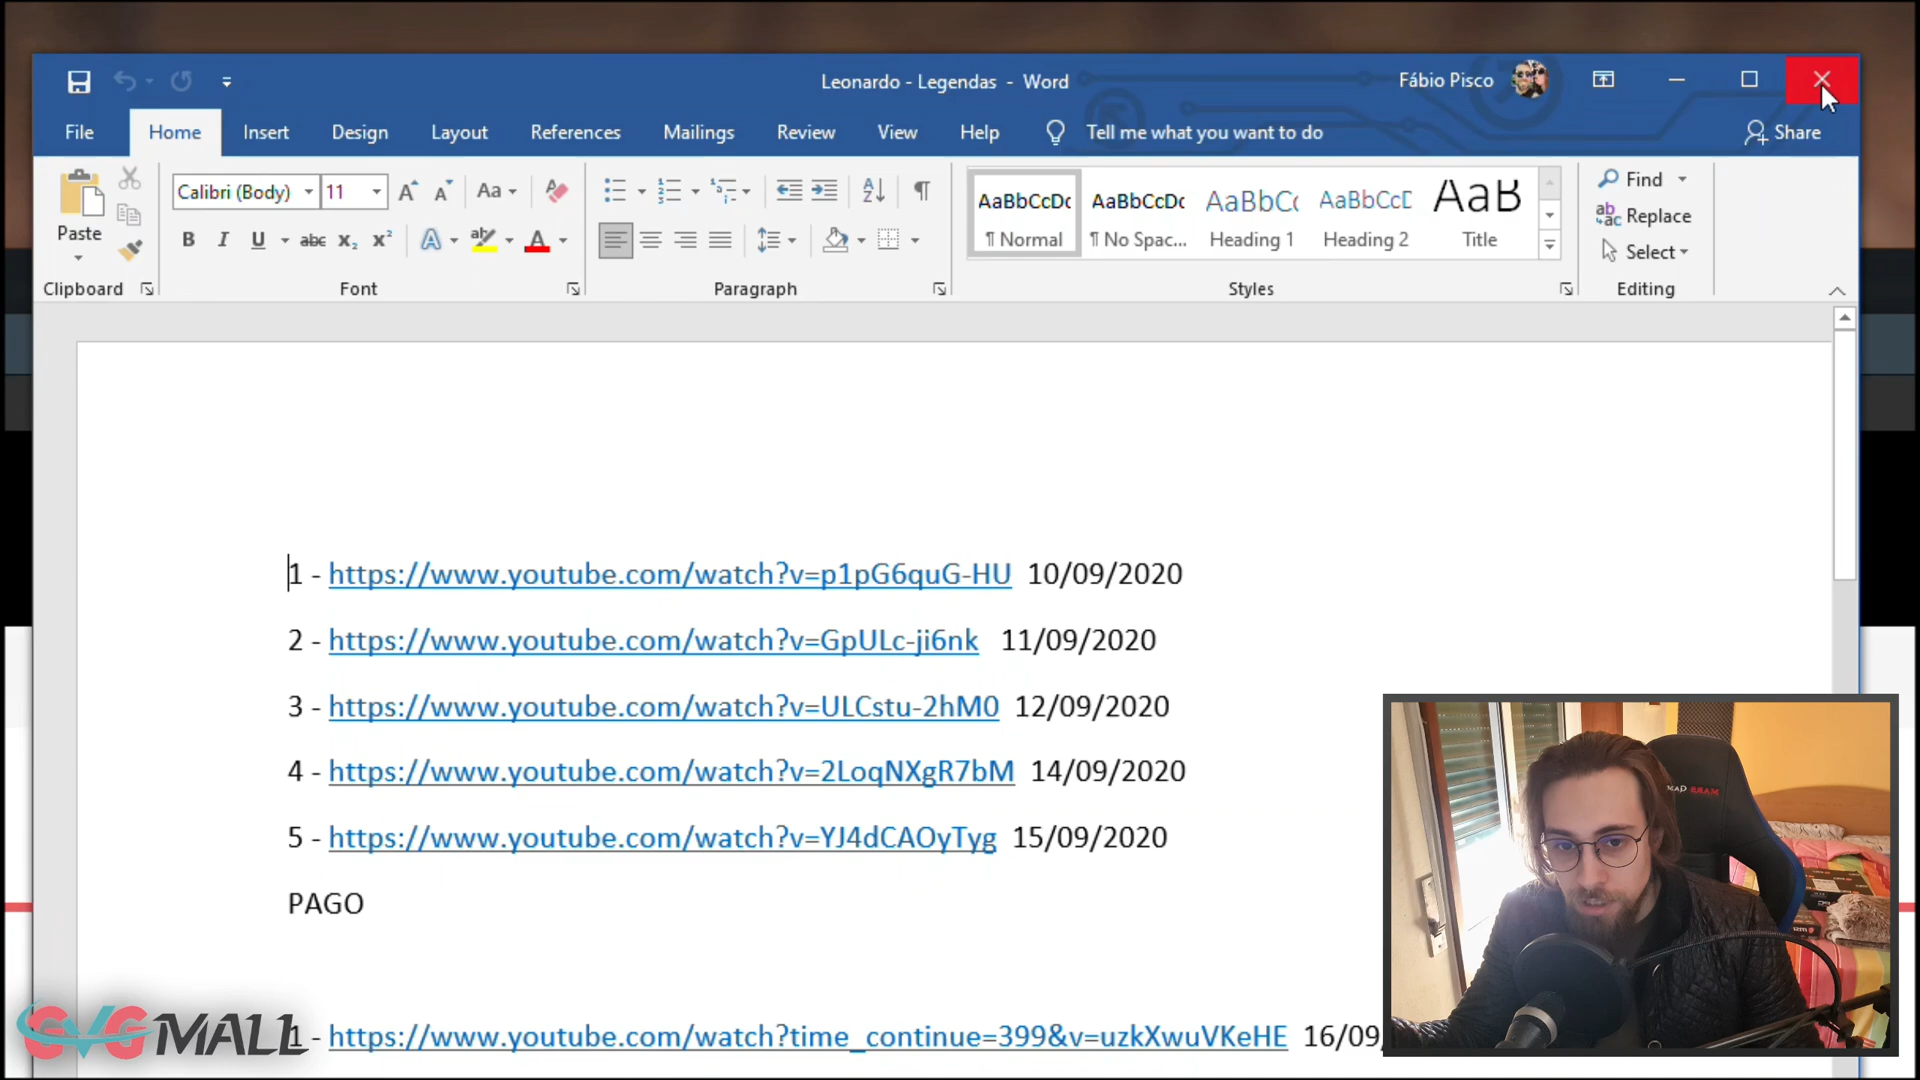 Leonardo - Legendas - Word
Fábio Pisco
File Home Insert Design Layout References Mailings Review View Help Tell me what you want to do Share
Paste
Calibri (Body) 11 Aa
AaBbCcDc AaBbCcDc AaBbCc AaBbCcD AaB
Find
Replace
Select
¶ Normal ¶ No Spac... Heading 1 Heading 2 Title
Clipboard Font Paragraph Styles Editing
1 - https://www.youtube.com/watch?v=p1pG6quG-HU 10/09/2020
2 - https://www.youtube.com/watch?v=GpULc-ji6nk 11/09/2020
3 - https://www.youtube.com/watch?v=ULCstu-2hM0 12/09/2020
4 - https://www.youtube.com/watch?v=2LoqNXgR7bM 14/09/2020
5 - https://www.youtube.com/watch?v=YJ4dCAOyTyg 15/09/2020
PAGO
1 - https://www.youtube.com/watch?time_continue=399&v=uzkXwuVKeHE 16/09/
GVGMALL